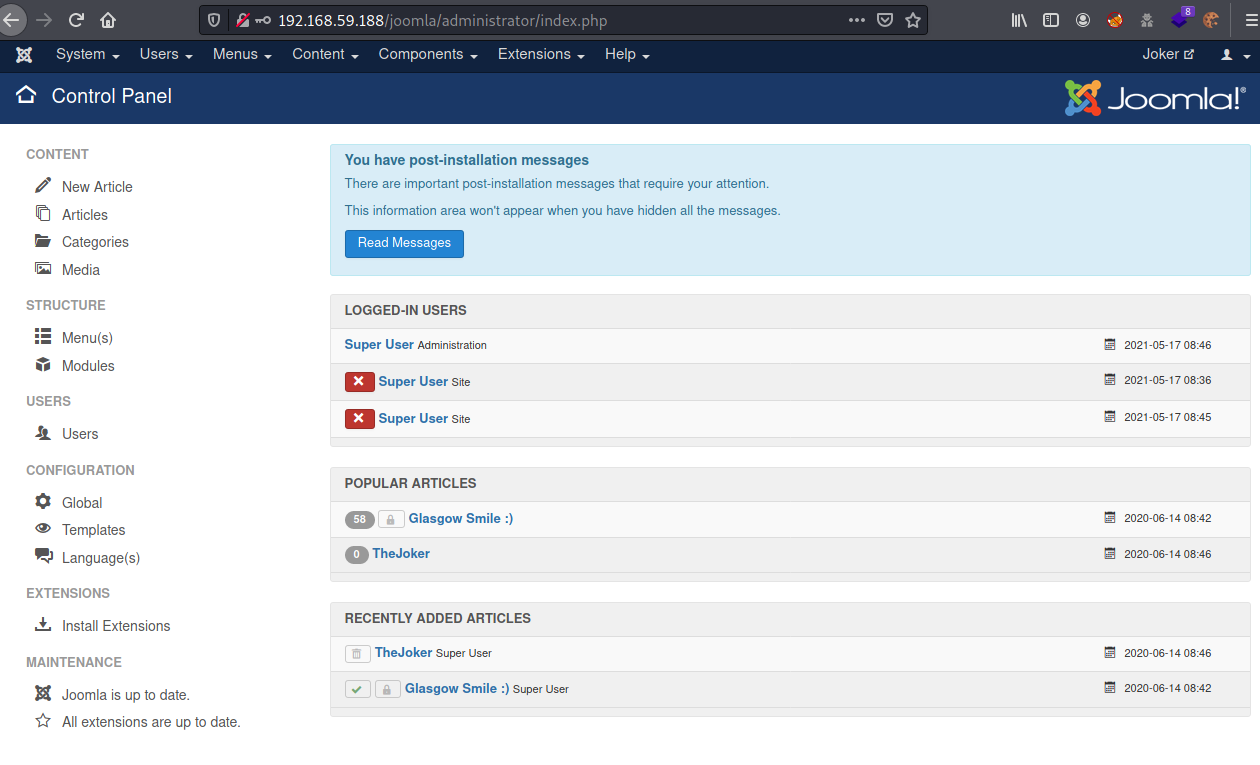 192.168.59.188/joomla/administrator/index.php
8
System Users Menus Content Components Extensions Help Joker
Control Panel Joomla!®
CONTENT
New Article
Articles
Categories
Media
STRUCTURE
Menu(s)
Modules
USERS
Users
CONFIGURATION
Global
Templates
Language(s)
EXTENSIONS
Install Extensions
MAINTENANCE
Joomla is up to date.
All extensions are up to date.
You have post-installation messages
There are important post-installation messages that require your attention.
This information area won't appear when you have hidden all the messages.
Read Messages
LOGGED-IN USERS
Super User Administration 2021-05-17 08:46
Super User Site 2021-05-17 08:36
Super User Site 2021-05-17 08:45
POPULAR ARTICLES
58 Glasgow Smile :) 2020-06-14 08:42
0 TheJoker 2020-06-14 08:46
RECENTLY ADDED ARTICLES
TheJoker Super User 2020-06-14 08:46
Glasgow Smile :) Super User 2020-06-14 08:42